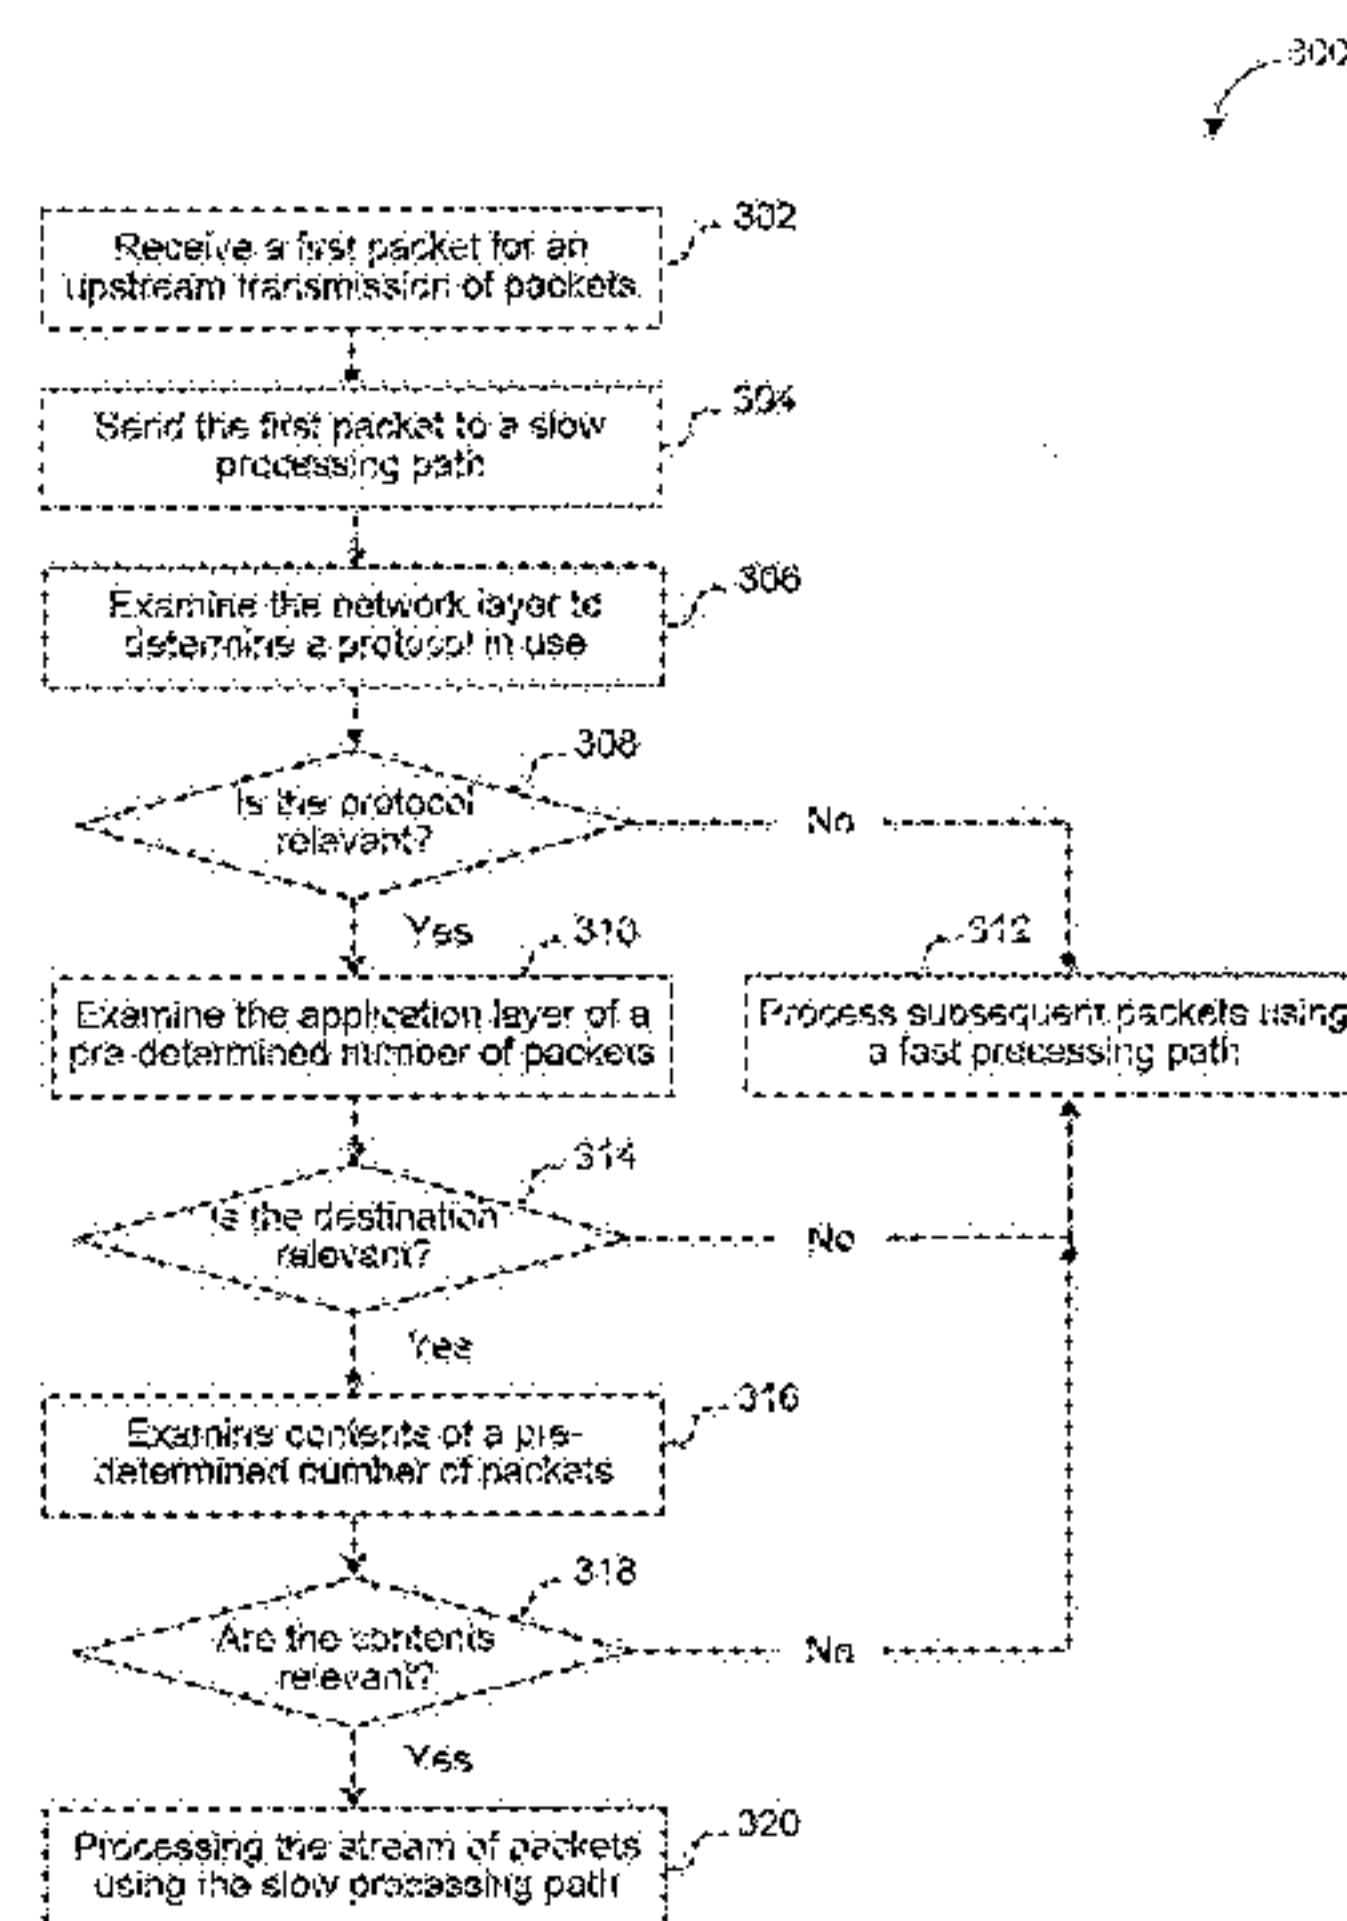 300
302
Receive a first packet for an
upstream transmission of packets.
304
Send the first packet to a slow
processing path
306
Examine the network layer to
determine a protocol in use
308
Is the protocol
relevant?
No
Yes
310
312
Examine the application layer of a
pre-determined number of packets
Process subsequent packets using
a fast processing path
314
Is the destination
relevant?
No
Yes
316
Examine contents of a pre-
determined number of packets
318
Are the contents
relevant?
No
Yes
320
Processing the stream of packets
using the slow processing path